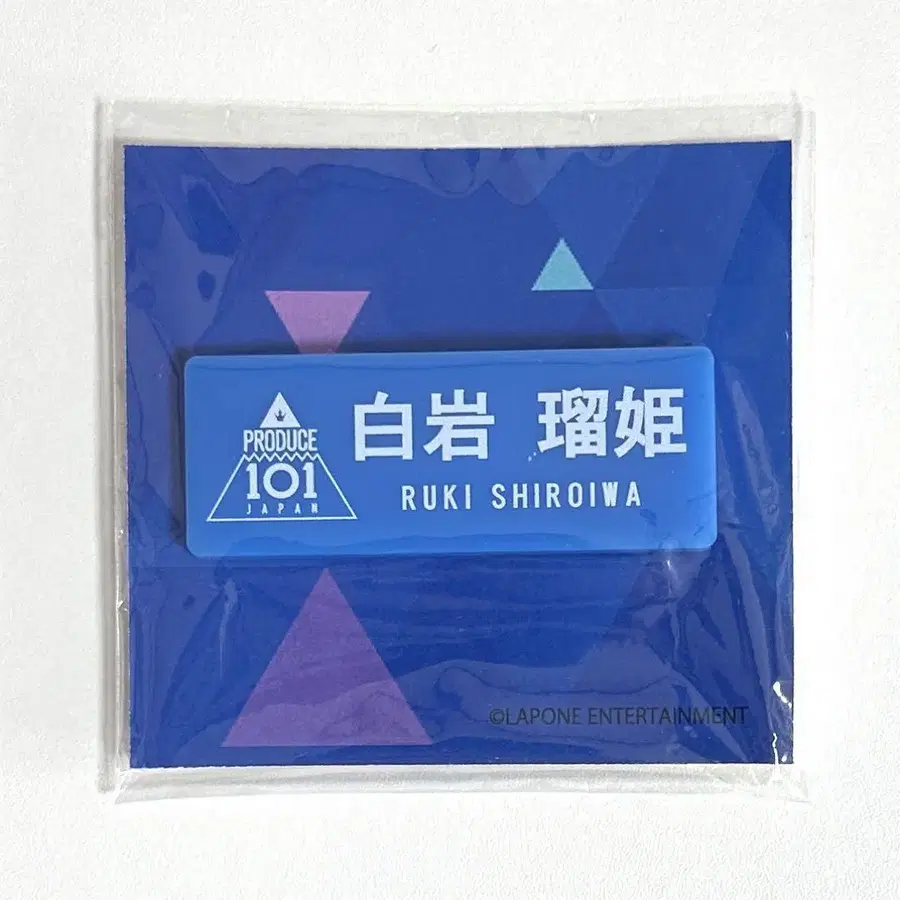 PRODUCE
101
JAPAN
白岩 瑠姫
RUKI SHIROIWA
©LAPONE ENTERTAINMENT